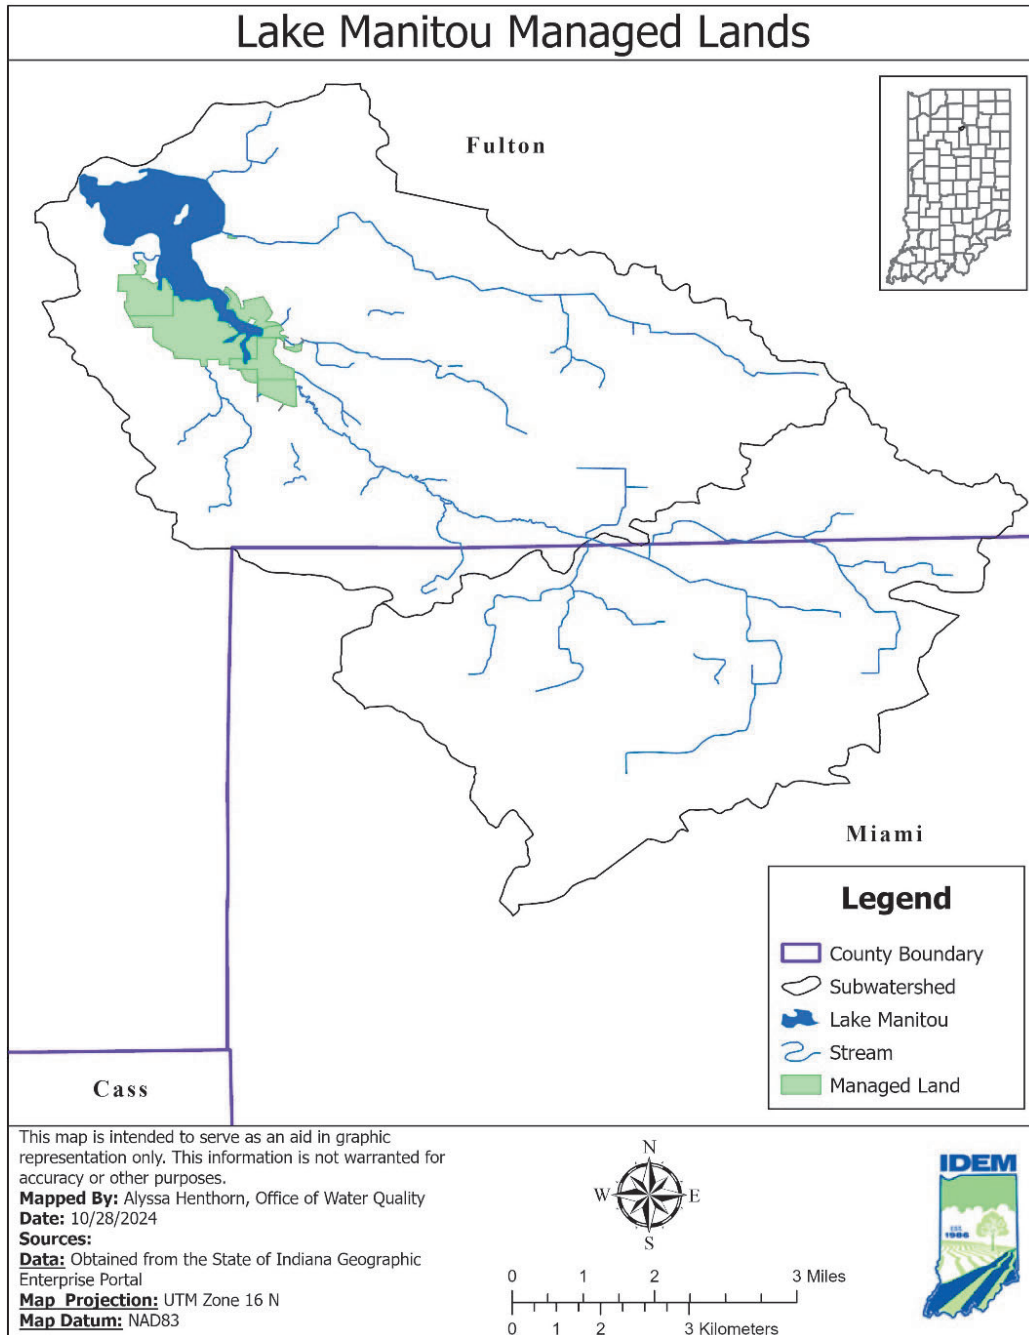 Lake Manitou Managed Lands
Fulton
Miami
Cass
Legend
County Boundary
Subwatershed
Lake Manitou
Stream
Managed Land
This map is intended to serve as an aid in graphic
representation only. This information is not warranted for
accuracy or other purposes.
Mapped By: Alyssa Henthorn, Office of Water Quality
Date: 10/28/2024
Sources:
Data: Obtained from the State of Indiana Geographic
Enterprise Portal
Map Projection: UTM Zone 16 N
Map Datum: NAD83
N
W E
S
0 1 2 3 Miles
0 1 2 3 Kilometers
IDEM
EST.
1986